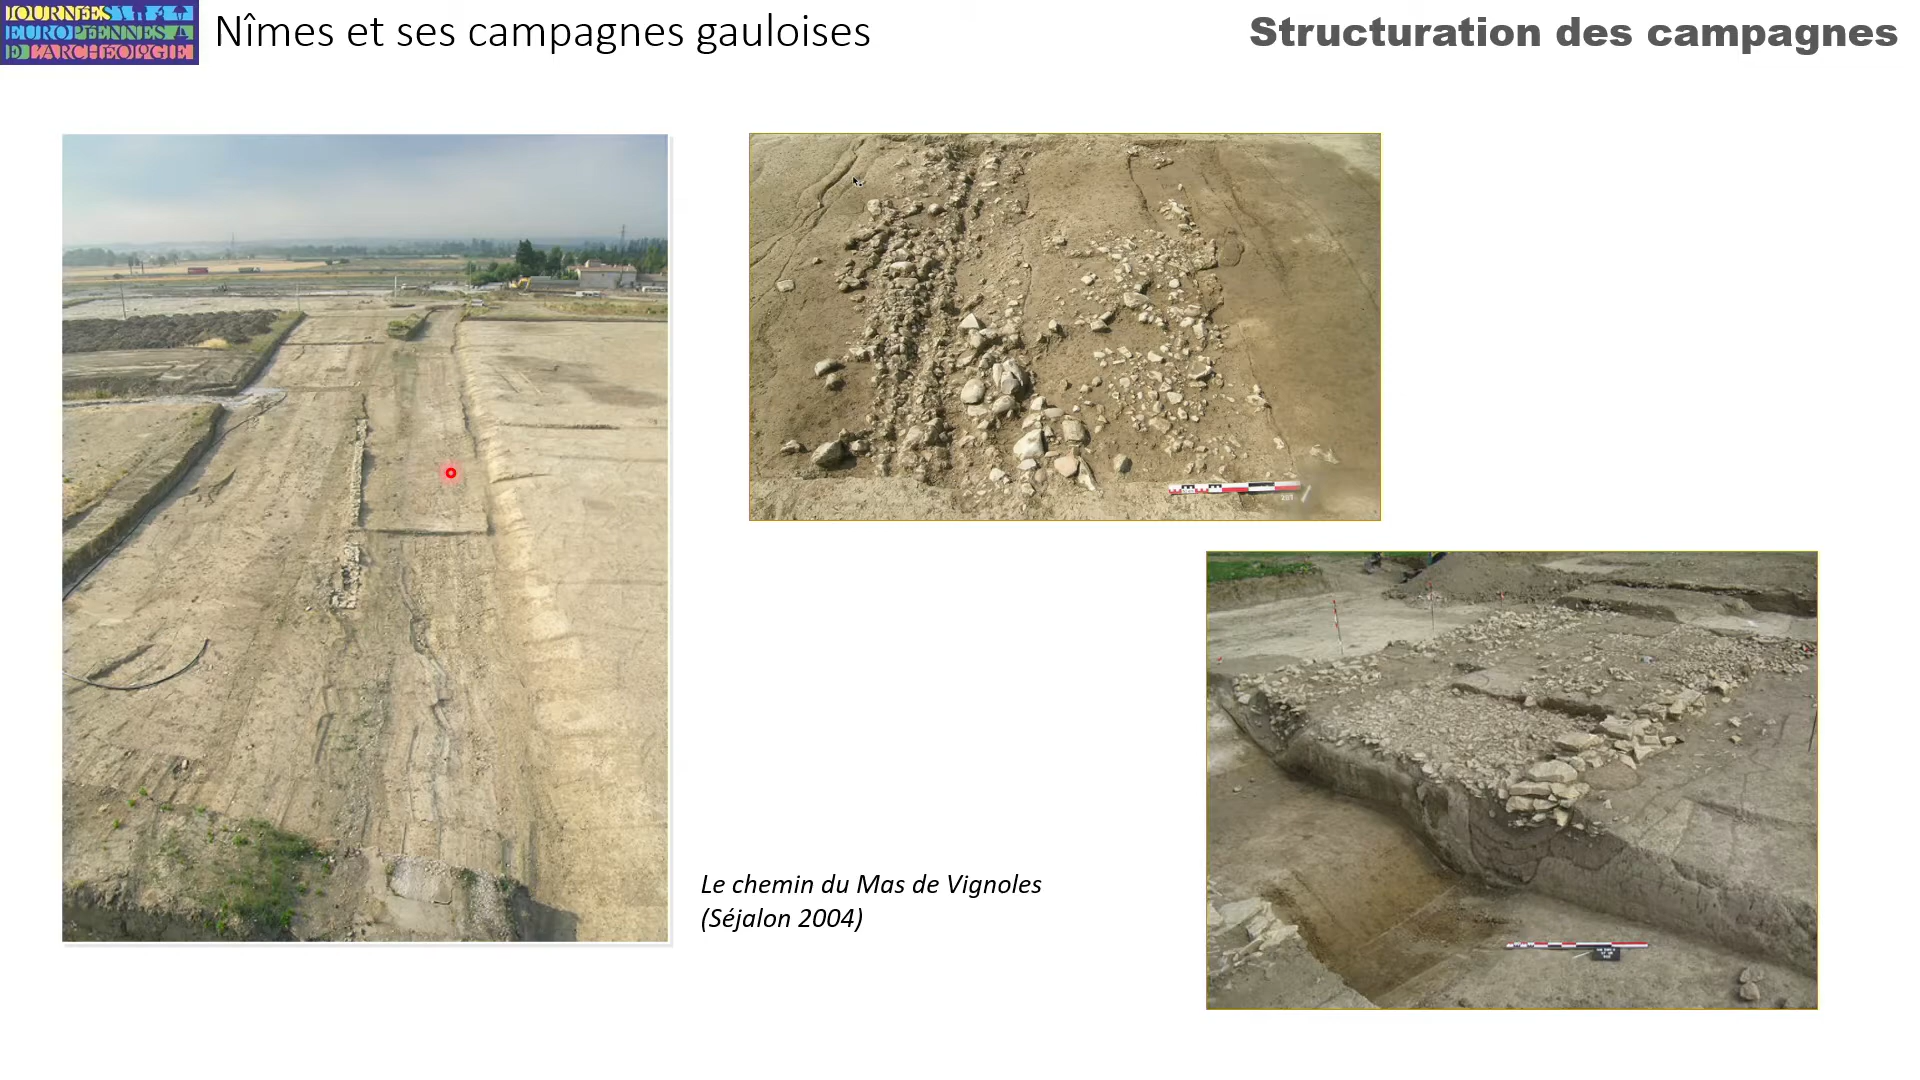 JOURNÉES
EUROPÉENNES
DE L'ARCHÉOLOGIE
Nîmes et ses campagnes gauloises
Structuration des campagnes
Le chemin du Mas de Vignoles
(Séjalon 2004)